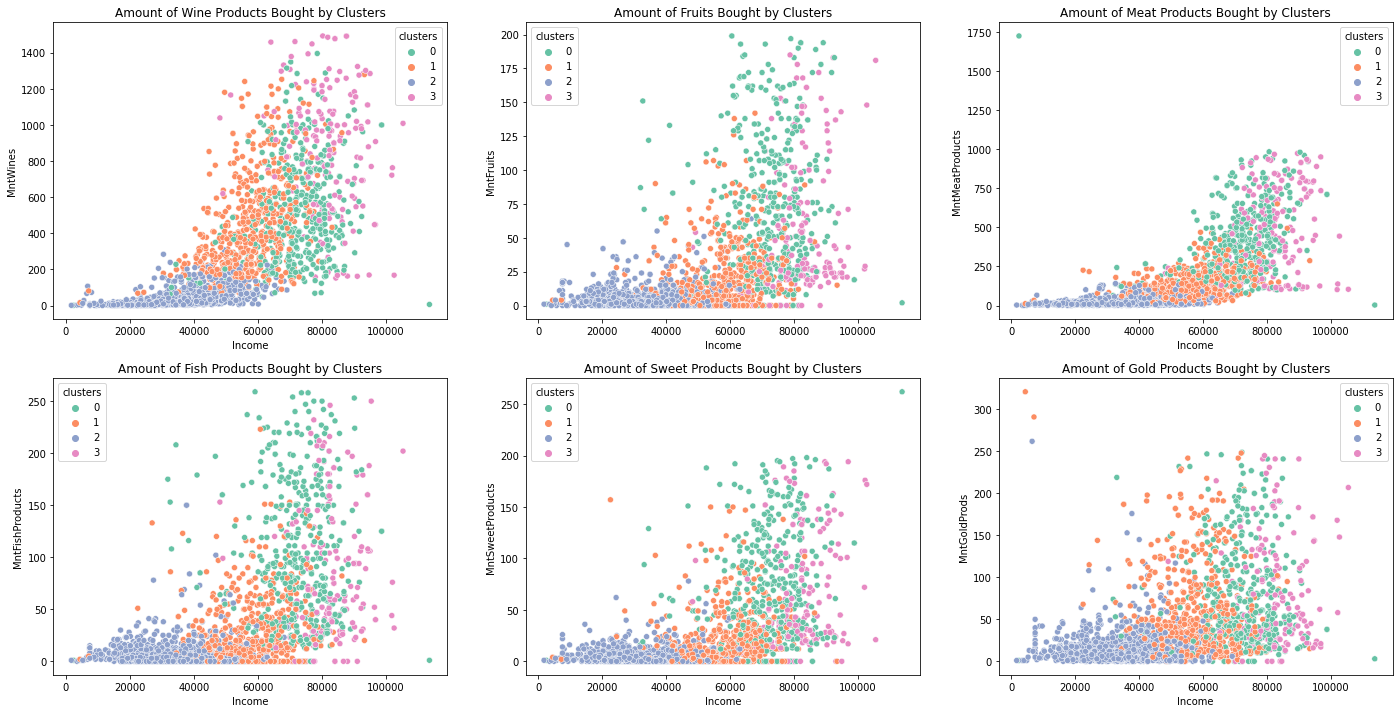 Amount of Wine Products Bought by Clusters
MntWines
1400
1200
1000
800
600
400
200
0
0 20000 40000 60000 80000 100000
Income
clusters
0
1
2
3
Amount of Fruits Bought by Clusters
MntFruits
200
175
150
125
100
75
50
25
0
0 20000 40000 60000 80000 100000
Income
clusters
0
1
2
3
Amount of Meat Products Bought by Clusters
MntMeatProducts
1750
1500
1250
1000
750
500
250
0
0 20000 40000 60000 80000 100000
Income
clusters
0
1
2
3
Amount of Fish Products Bought by Clusters
MntFishProducts
250
200
150
100
50
0
0 20000 40000 60000 80000 100000
Income
clusters
0
1
2
3
Amount of Sweet Products Bought by Clusters
MntSweetProducts
250
200
150
100
50
0
0 20000 40000 60000 80000 100000
Income
clusters
0
1
2
3
Amount of Gold Products Bought by Clusters
MntGoldProds
300
250
200
150
100
50
0
0 20000 40000 60000 80000 100000
Income
clusters
0
1
2
3